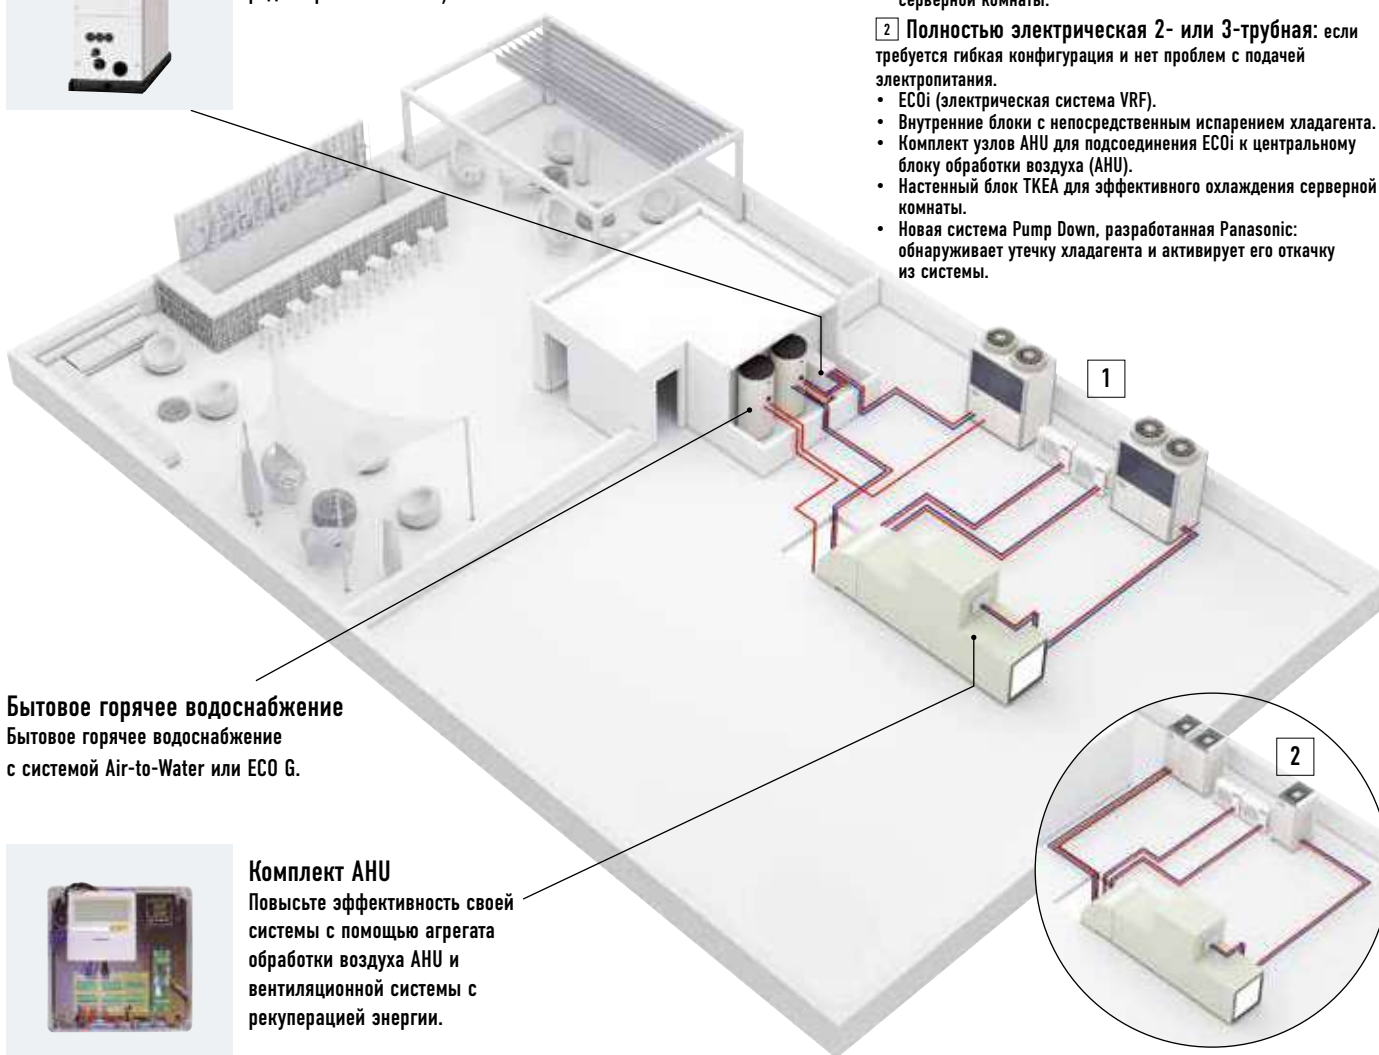 серверной комнаты.
2 Полностью электрическая 2- или 3-трубная: если
требуется гибкая конфигурация и нет проблем с подачей
электропитания.
• ECOi (электрическая система VRF).
• Внутренние блоки с непосредственным испарением хладагента.
• Комплект узлов AHU для подсоединения ECOi к центральному
блоку обработки воздуха (AHU).
• Настенный блок TKEA для эффективного охлаждения серверной
комнаты.
• Новая система Pump Down, разработанная Panasonic:
обнаруживает утечку хладагента и активирует его откачку
из системы.
1
Бытовое горячее водоснабжение
Бытовое горячее водоснабжение
с системой Air-to-Water или ECO G.
2
Комплект AHU
Повысьте эффективность своей
системы с помощью агрегата
обработки воздуха AHU и
вентиляционной системы с
рекуперацией энергии.